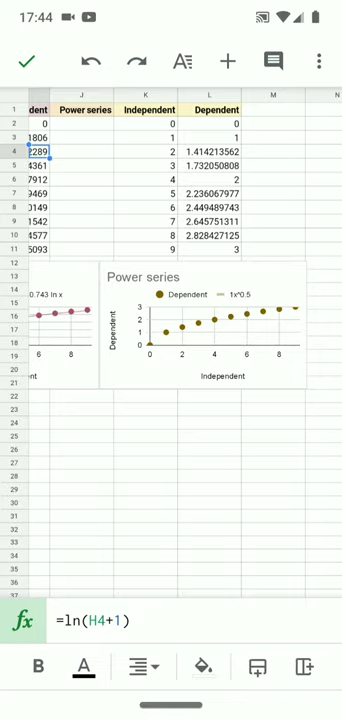 17:44
A
J K L M N
1 dent Power series Independent Dependent
2 0 0 0
3 1806 1 1
4 2289 2 1.414213562
5 4361 3 1.732050808
6 7912 4 2
7 9469 5 2.236067977
8 0149 6 2.449489743
9 1542 7 2.645751311
10 4577 8 2.828427125
11 5093 9 3
12
13 Power series
14
15 0.743 ln x Dependent 1x^0.5
16 3
17 2
18 1
19 0
6 8 0 2 4 6 8
20
21 nt Independent
Dependent
22
23
24
25
26
27
28
29
30
31
32
33
34
35
36
37
fx =ln(H4+1)
B A